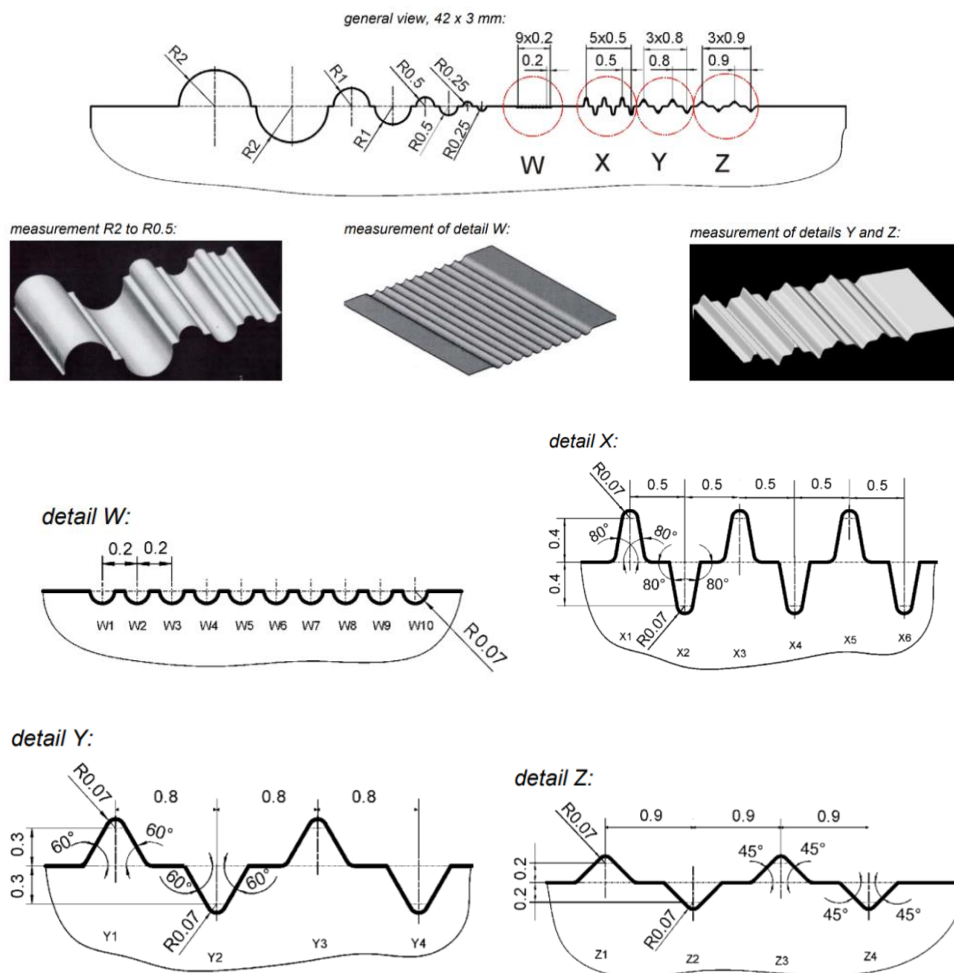 general view, 42 x 3 mm:
9x0.2 5x0.5 3x0.8 3x0.9
0.2 0.5 0.8 0.9
R2 R1 R0.5 R0.25
R2 R1 R0.5 R0.25
W X Y Z
measurement R2 to R0.5:
measurement of detail W:
measurement of details Y and Z:
detail X:
R0.07
0.5 0.5 0.5 0.5 0.5
0.4 80° 80°
0.4 80° 80°
R0.07
X1 X2 X3 X4 X5 X6
detail W:
0.2 0.2
W1 W2 W3 W4 W5 W6 W7 W8 W9 W10
R0.07
detail Y:
R0.07
0.8 0.8 0.8
0.3 60° 60°
0.3 60° 60°
R0.07
Y1 Y2 Y3 Y4
detail Z:
R0.07
0.9 0.9 0.9
0.2 45° 45°
0.2 45° 45°
R0.07
Z1 Z2 Z3 Z4